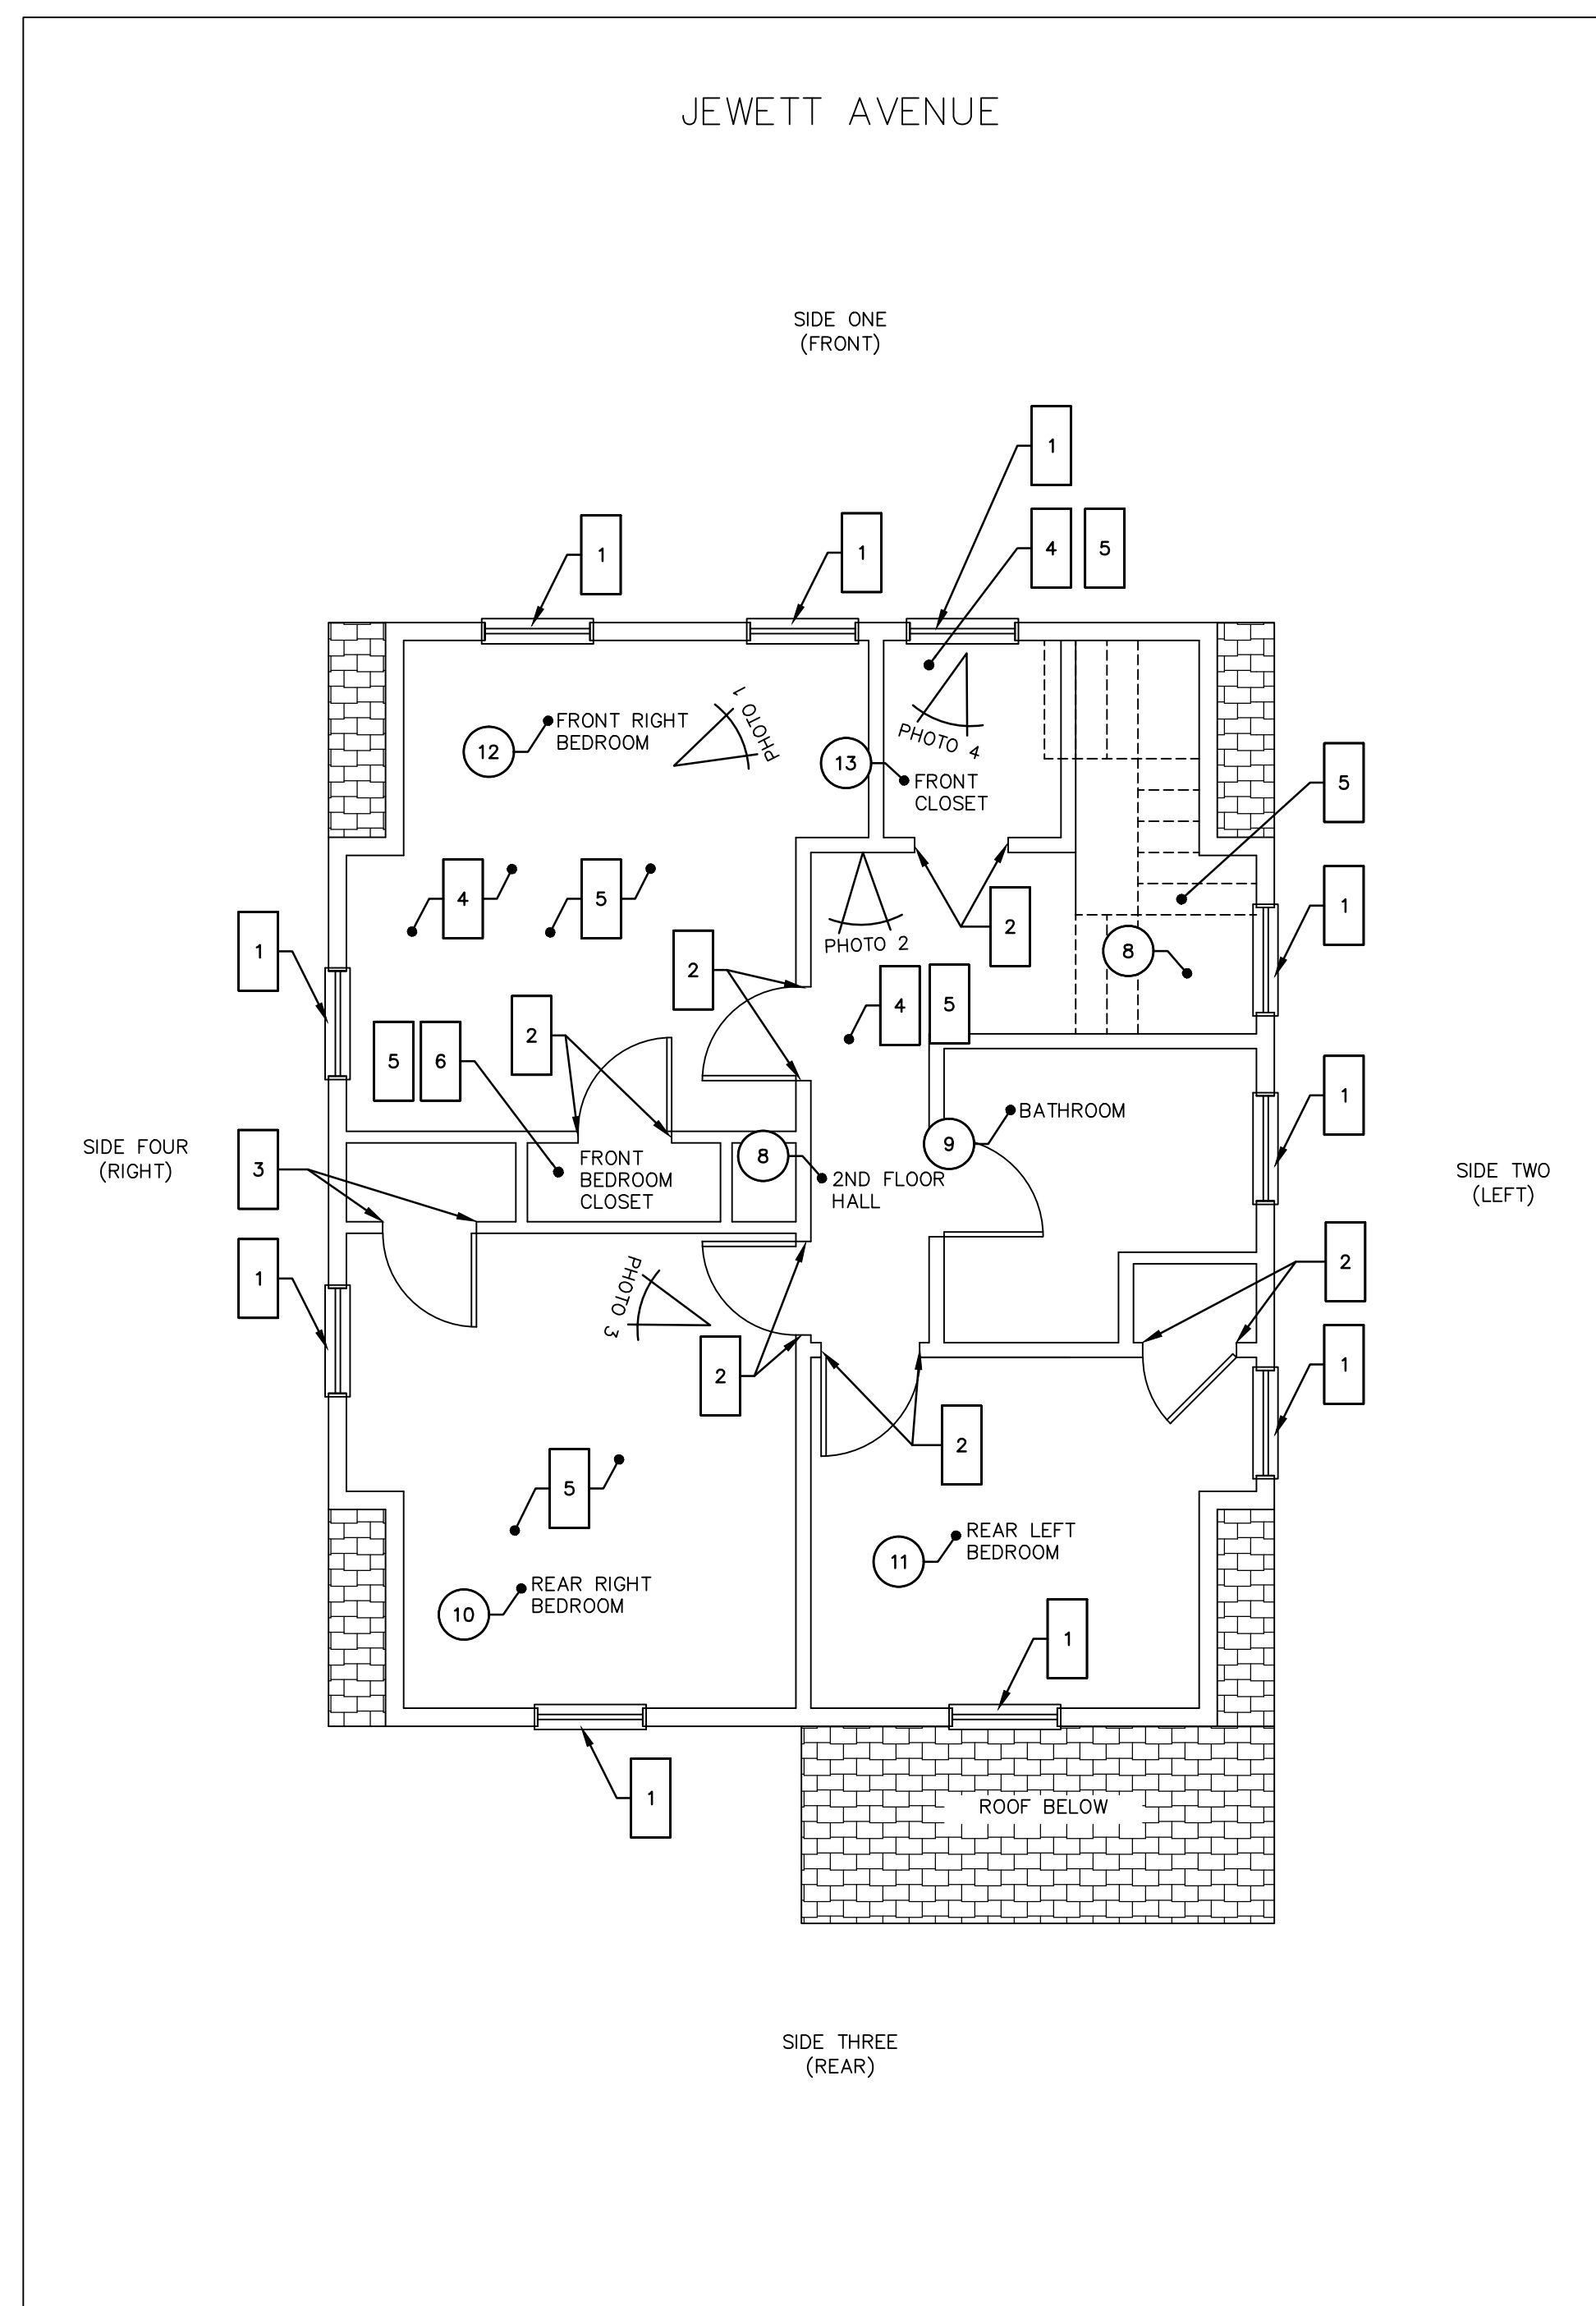 JEWETT AVENUE
SIDE ONE
(FRONT)
1
1
1
4
5
FRONT RIGHT
BEDROOM
12
PHOTO 1
PHOTO 4
13
FRONT
CLOSET
5
4
5
2
1
1
PHOTO 2
8
2
2
4
5
5
6
1
9
BATHROOM
SIDE FOUR
(RIGHT)
3
FRONT
BEDROOM
CLOSET
8
2ND FLOOR
HALL
SIDE TWO
(LEFT)
1
PHOTO 3
2
2
1
2
5
11
REAR LEFT
BEDROOM
10
REAR RIGHT
BEDROOM
1
1
ROOF BELOW
SIDE THREE
(REAR)